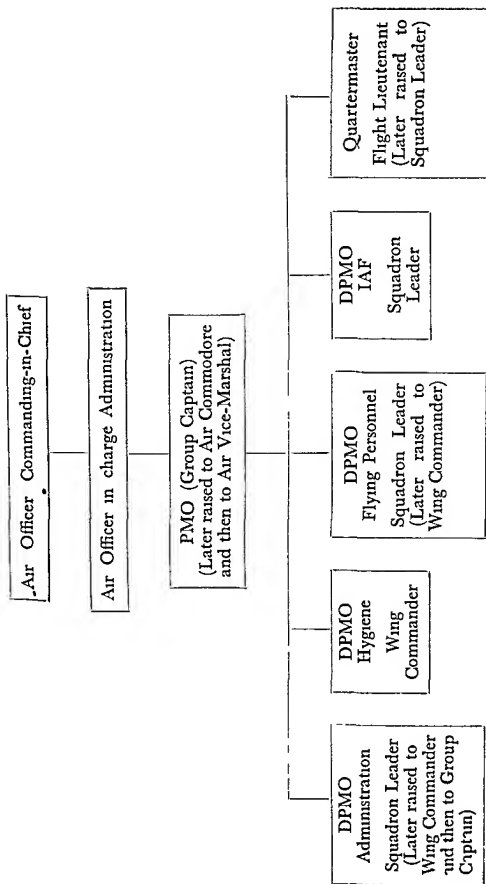 Air Officer Commanding-in-Chief
Air Officer in charge Administration
PMO (Group Captain)
(Later raised to Air Commodore
and then to Air Vice-Marshal)
DPMO
Administration
Squadron Leader
(Later raised to
Wing Commander
and then to Group
Captain)
DPMO
Hygiene
Wing
Commander
DPMO
Flying Personnel
Squadron Leader
(Later raised to
Wing Commander)
DPMO
IAF
Squadron
Leader
Quartermaster
Flight Lieutenant
(Later raised to
Squadron Leader)